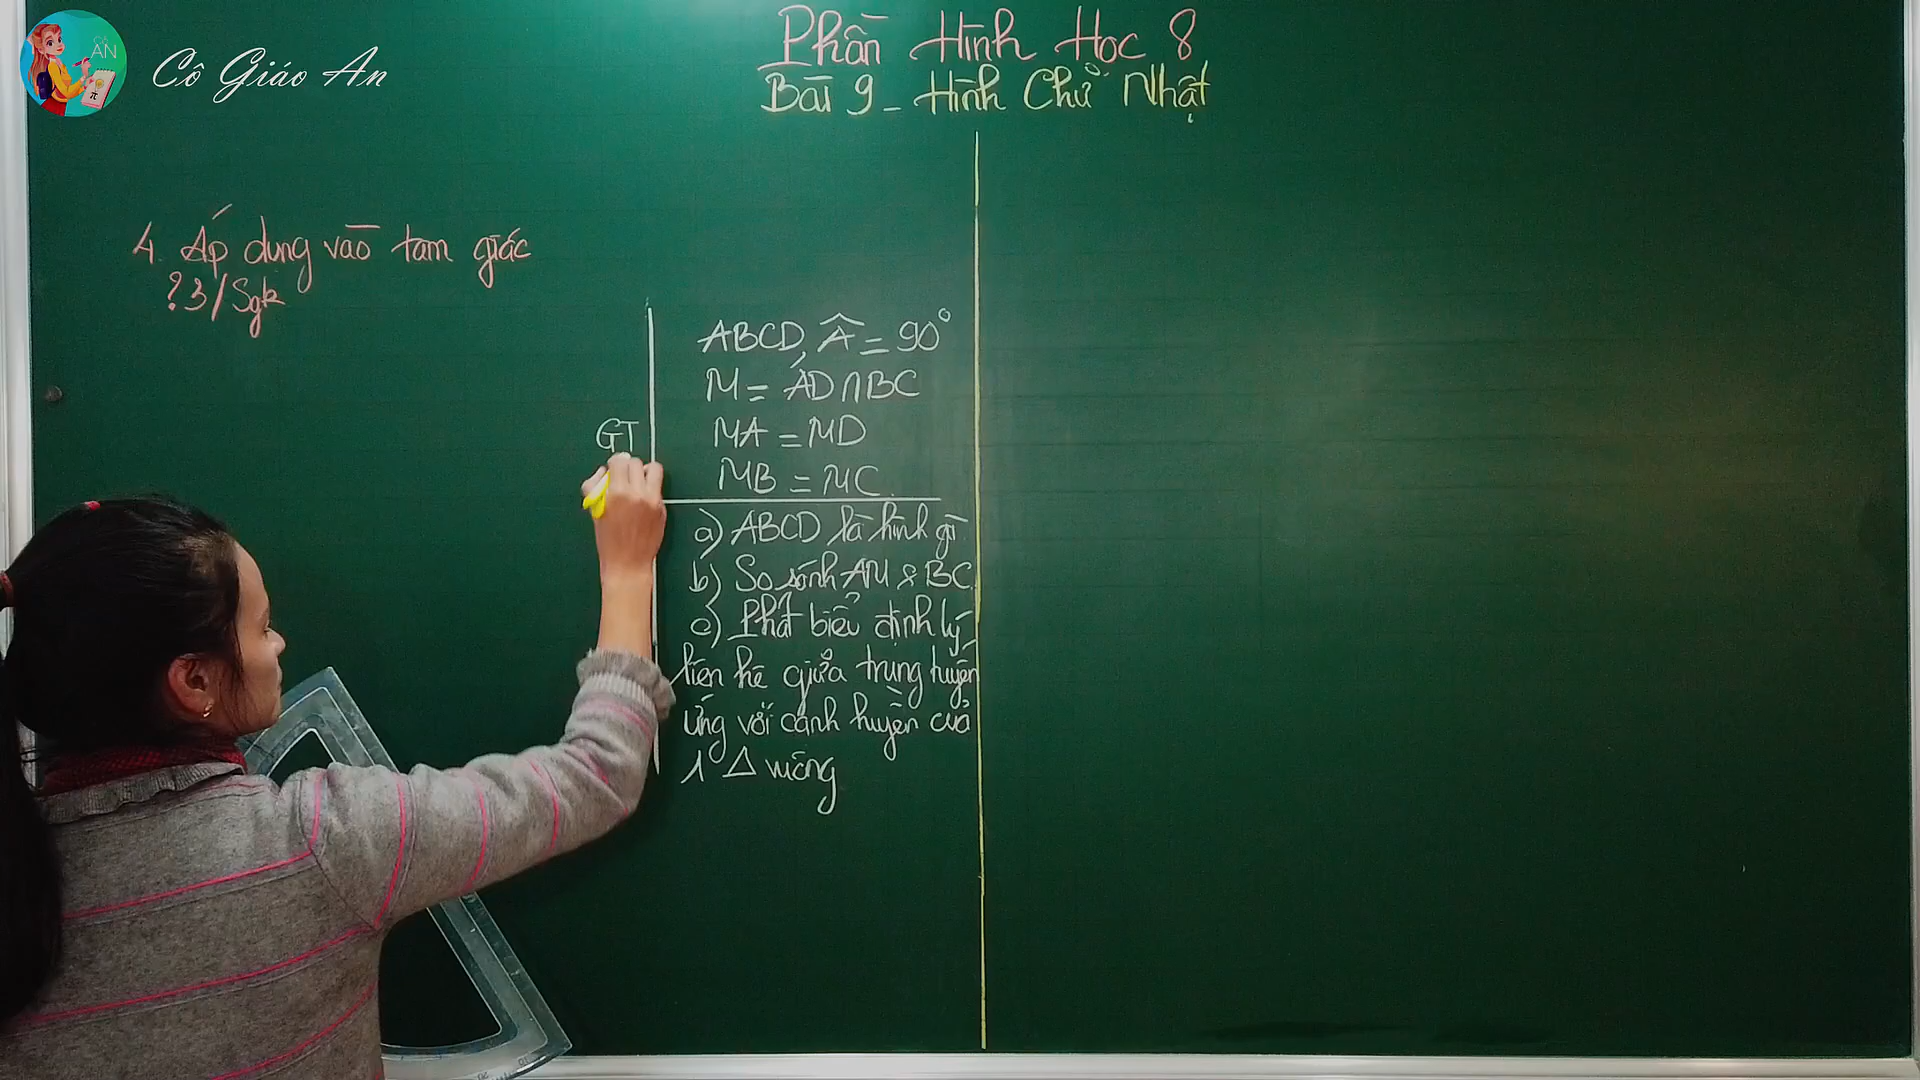 AN
Cô Giáo An
Phần Hình Học 8
Bài 9 - Hình Chữ Nhật
4. Áp dụng vào tam giác
?3/Sgk
ABCD, Â = 90°
M = AD ∩ BC
GT
MA = MD
MB = MC
a) ABCD là hình gì
b) So sánh AM & BC
c) Phát biểu định lý
liên hệ giữa trung tuyến
ứng với cạnh huyền của
1 Δ vuông